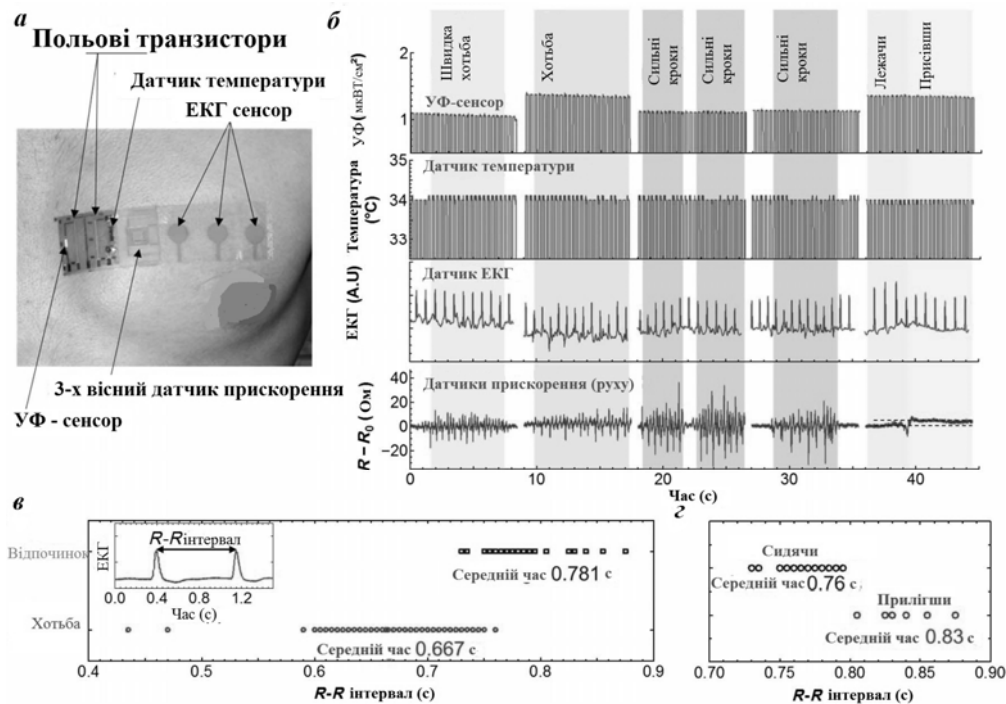 а
Польові транзистори
Датчик температури
ЕКГ сенсор
3-х вісний датчик прискорення
УФ - сенсор
б
Швидка
хотьба
Хотьба
Сильні
кроки
Сильні
кроки
Сильні
кроки
Лежачи
Присівши
УФ ( мкВТ/см²)
2
1
УФ-сенсор
Температура
(°C)
35
34
33
Датчик температури
ЕКГ (A.U)
Датчик ЕКГ
R – R₀ (Ом)
40
20
0
−20
Датчики прискорення (руху)
0
10
20
30
40
Час (с)
в
Відпочинок
Хотьба
ЕКГ
R-R інтервал
0.0
0.4
0.8
1.2
Час (с)
Середній час 0.781 с
Середній час 0.667 с
0.4
0.5
0.6
0.7
0.8
0.9
R-R інтервал (с)
г
Сидячи
Середній час 0.76 с
Прилігши
Середній час 0.83 с
0.70
0.75
0.80
0.85
0.90
R-R інтервал (с)